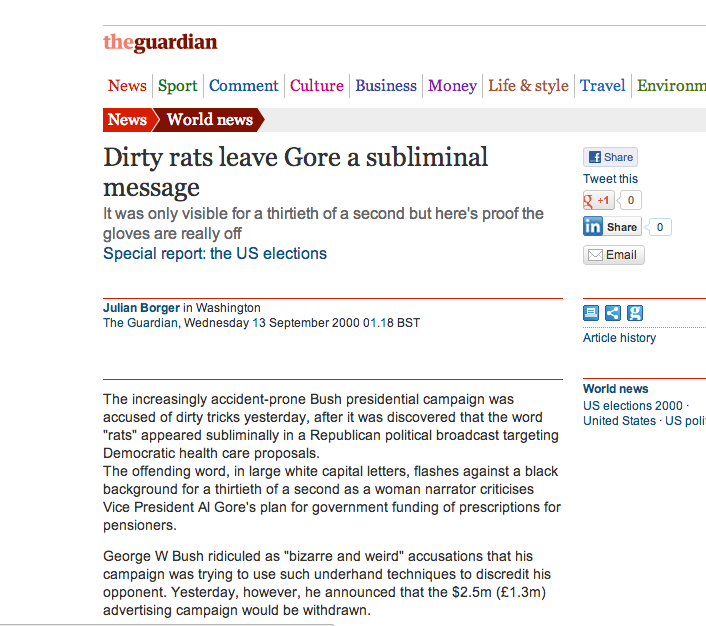 theguardian
News Sport Comment Culture Business Money Life & style Travel Environm
News World news
Dirty rats leave Gore a subliminal
message
It was only visible for a thirtieth of a second but here's proof the
gloves are really off
Special report: the US elections
Share
Tweet this
+1 0
in Share 0
Email
Julian Borger in Washington
The Guardian, Wednesday 13 September 2000 01.18 BST
Article history
The increasingly accident-prone Bush presidential campaign was
accused of dirty tricks yesterday, after it was discovered that the word
"rats" appeared subliminally in a Republican political broadcast targeting
Democratic health care proposals.
The offending word, in large white capital letters, flashes against a black
background for a thirtieth of a second as a woman narrator criticises
Vice President Al Gore's plan for government funding of prescriptions for
pensioners.
George W Bush ridiculed as "bizarre and weird" accusations that his
campaign was trying to use such underhand techniques to discredit his
opponent. Yesterday, however, he announced that the $2.5m (£1.3m)
advertising campaign would be withdrawn.
World news
US elections 2000 ·
United States · US poli